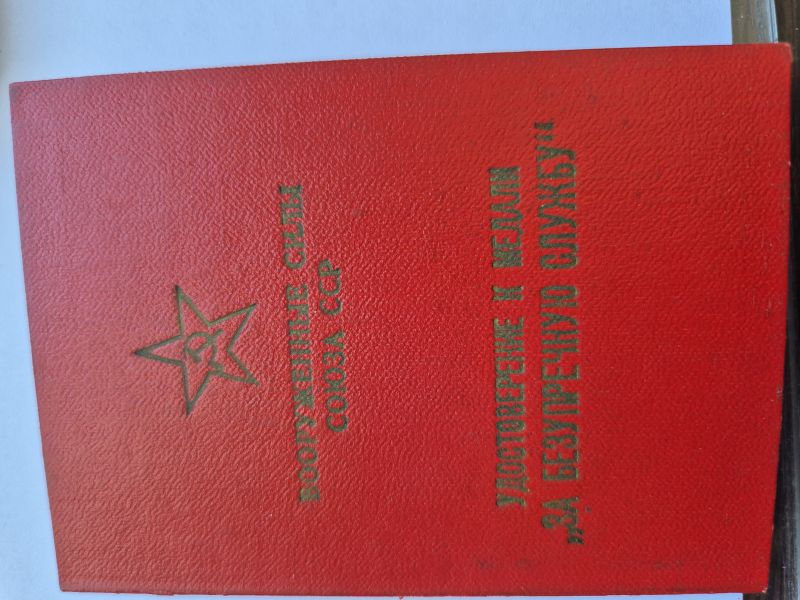 ВООРУЖЕННЫЕ СИЛЫ
СОЮЗА ССР
УДОСТОВЕРЕНИЕ К МЕДАЛИ
„ЗА БЕЗУПРЕЧНУЮ СЛУЖБУ“